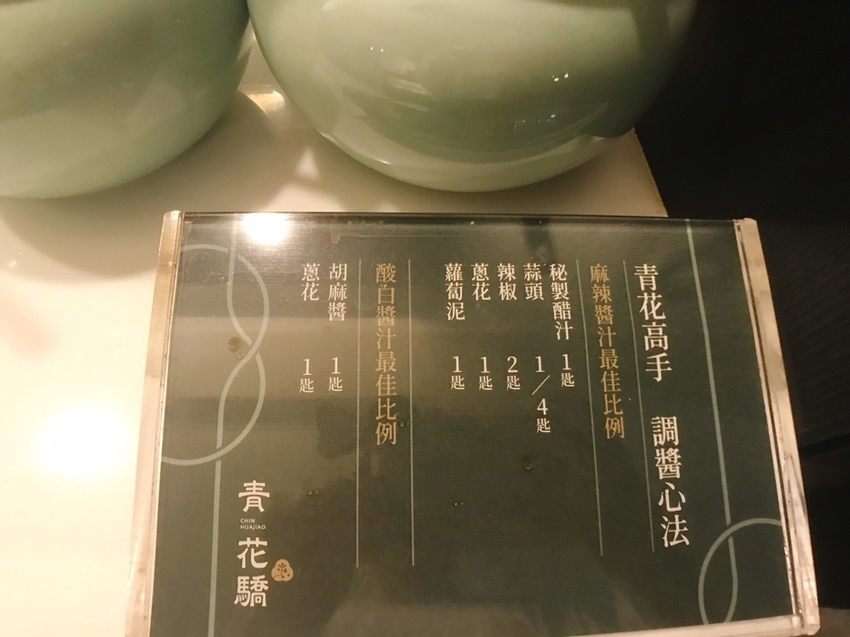 青花高手 調醬心法
麻辣醬汁最佳比例
秘製醋汁 1匙
蒜頭 1/4匙
辣椒 2匙
蔥花 1匙
蘿蔔泥 1匙
酸白醬汁最佳比例
胡麻醬 1匙
蔥花 1匙
青花驕
CHIN
HUAJIAO